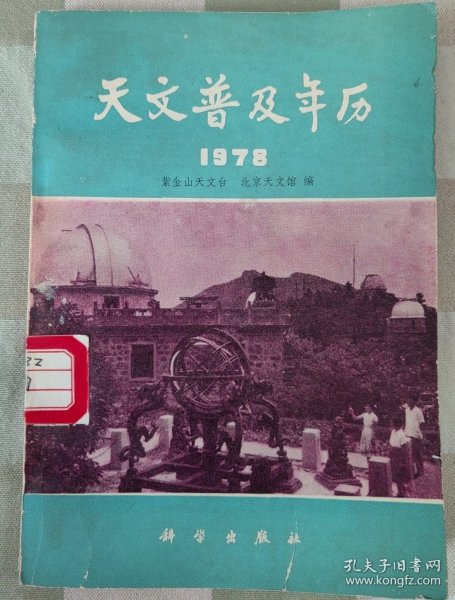 天文普及年历
1978
紫金山天文台 北京天文馆 编
科学出版社
孔夫子旧书网
www.kongfz.com